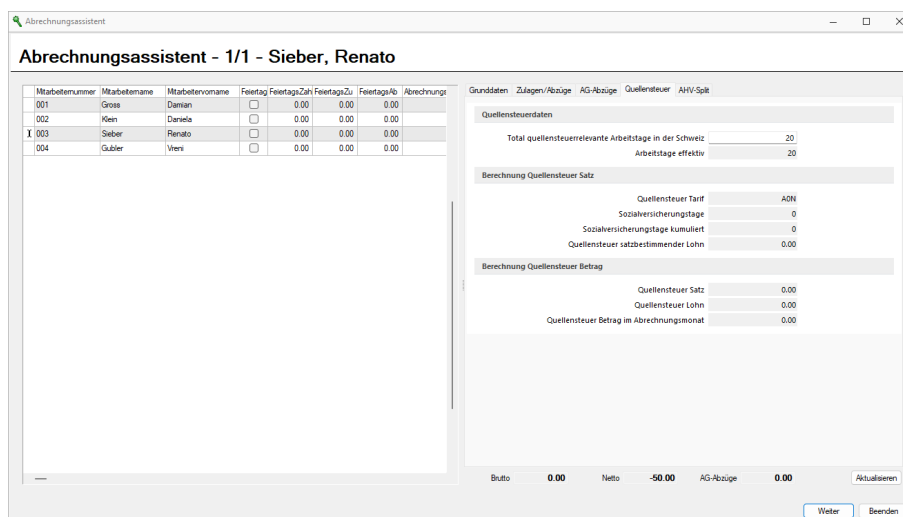 Abrechnungsassistent
Abrechnungsassistent - 1/1 - Sieber, Renato
Mitarbeiternummer Mitarbeitername Mitarbeitervorname Feiertag FeiertagsZah FeiertagsZu FeiertagsAb Abrechnungs
001 Gross Damian 0.00 0.00 0.00
002 Klein Daniela 0.00 0.00 0.00
003 Sieber Renato 0.00 0.00 0.00
004 Gubler Vreni 0.00 0.00 0.00
Grunddaten Zulagen/Abzüge AG-Abzüge Quellensteuer AHV-Split
Quellensteuerdaten
Total quellensteuerrelevante Arbeitstage in der Schweiz 20
Arbeitstage effektiv 20
Berechnung Quellensteuer Satz
Quellensteuer Tarif A0N
Sozialversicherungstage 0
Sozialversicherungstage kumuliert 0
Quellensteuer satzbestimmender Lohn 0.00
Berechnung Quellensteuer Betrag
Quellensteuer Satz 0.00
Quellensteuer Lohn 0.00
Quellensteuer Betrag im Abrechnungsmonat 0.00
Brutto 0.00 Netto -50.00 AG-Abzüge 0.00 Aktualisieren
Weiter Beenden